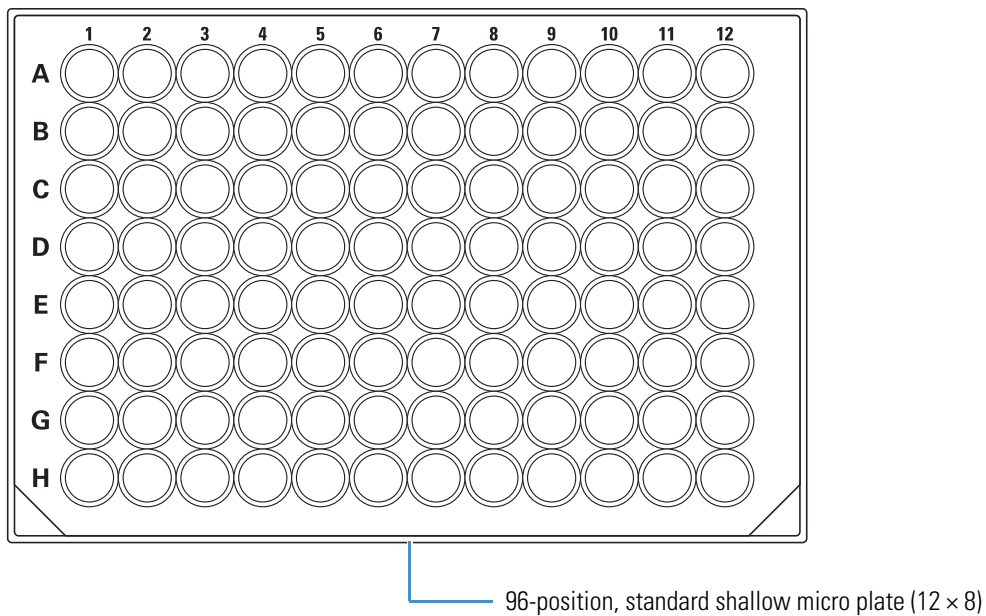 1 2 3 4 5 6 7 8 9 10 11 12
A
B
C
D
E
F
G
H
96-position, standard shallow micro plate (12 × 8)